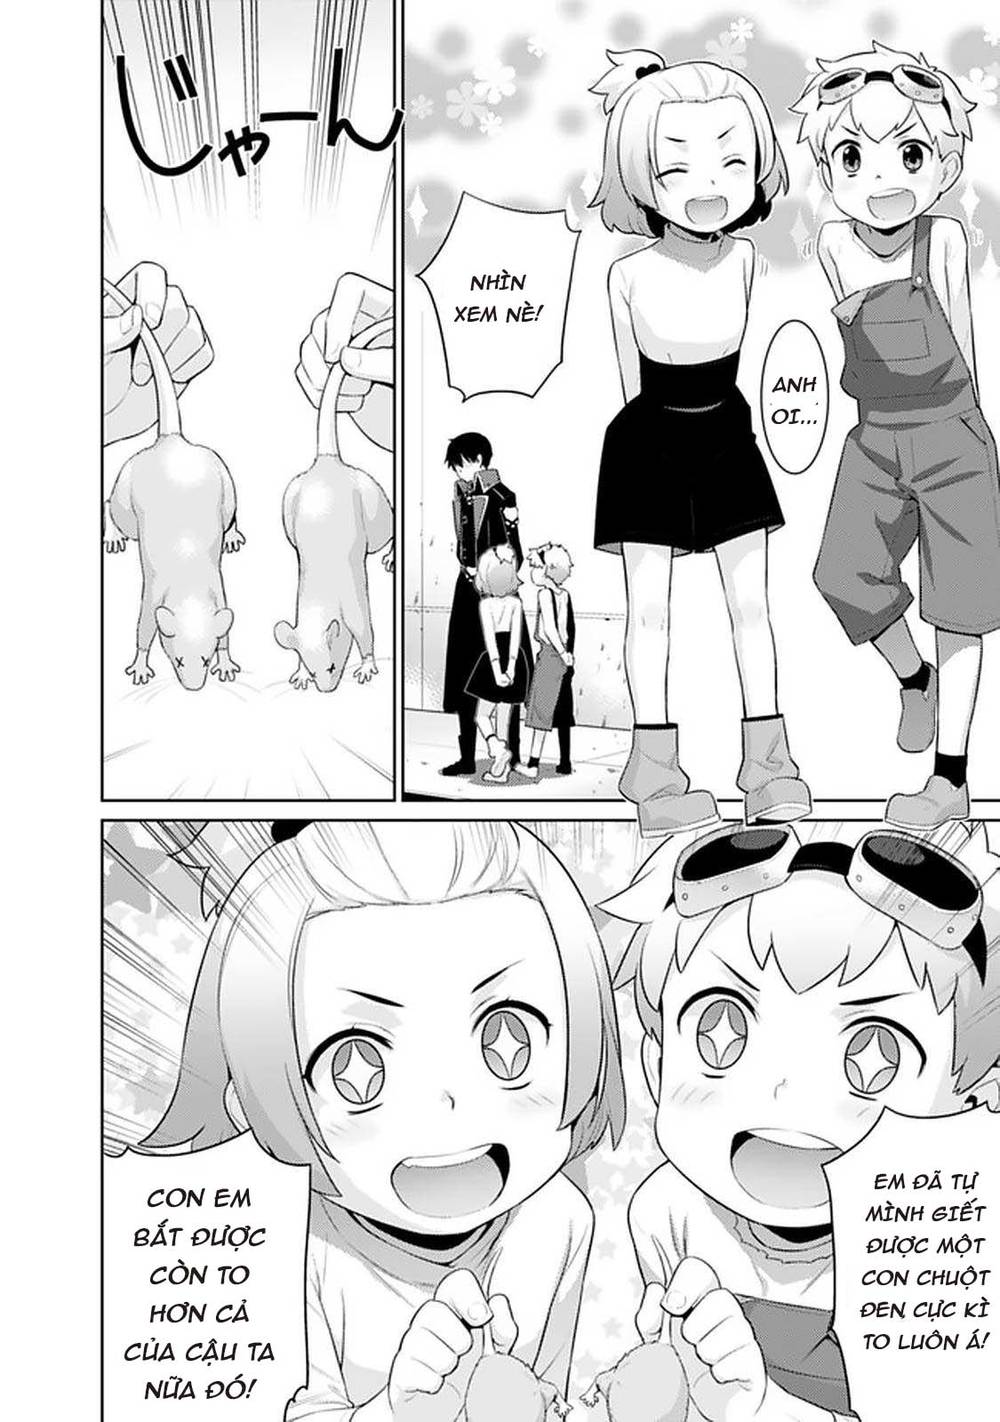 ANH
ƠI...
NHÌN
XEM NÈ!
じゃーん
EM ĐÃ TỰ
MÌNH GIẾT
ĐƯỢC MỘT
CON CHUỘT
ĐEN CỰC KÌ
TO LUÔN Á!
CON EM
BẮT ĐƯỢC
CÒN TO
HƠN CẢ
CỦA CẬU TA
NỮA ĐÓ!